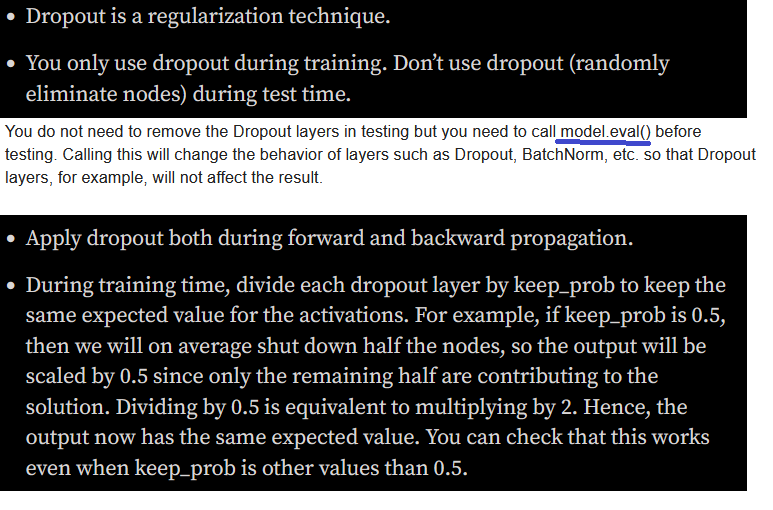 • Dropout is a regularization technique.
• You only use dropout during training. Don’t use dropout (randomly
eliminate nodes) during test time.
You do not need to remove the Dropout layers in testing but you need to call model.eval() before
testing. Calling this will change the behavior of layers such as Dropout, BatchNorm, etc. so that Dropout
layers, for example, will not affect the result.
• Apply dropout both during forward and backward propagation.
• During training time, divide each dropout layer by keep_prob to keep the
same expected value for the activations. For example, if keep_prob is 0.5,
then we will on average shut down half the nodes, so the output will be
scaled by 0.5 since only the remaining half are contributing to the
solution. Dividing by 0.5 is equivalent to multiplying by 2. Hence, the
output now has the same expected value. You can check that this works
even when keep_prob is other values than 0.5.